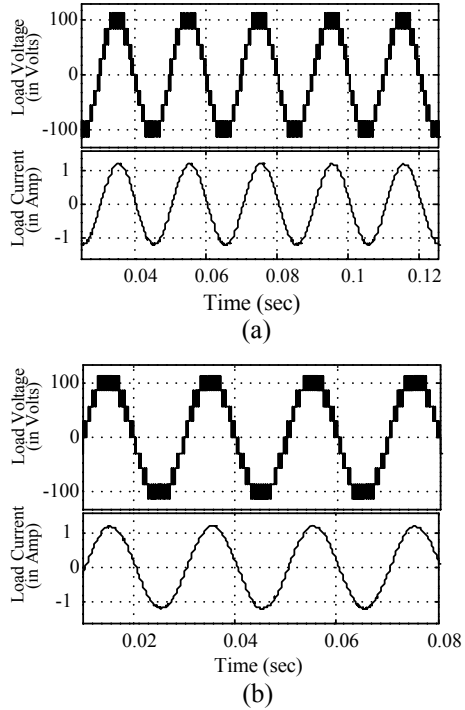 Load Voltage
(in Volts)
100
0
-100
Load Current
(in Amp)
1
0
-1
0.04 0.06 0.08 0.1 0.12
Time (sec)
(a)
Load Voltage
(in Volts)
100
0
-100
Load Current
(in Amp)
1
0
-1
0.02 0.04 0.06 0.08
Time (sec)
(b)